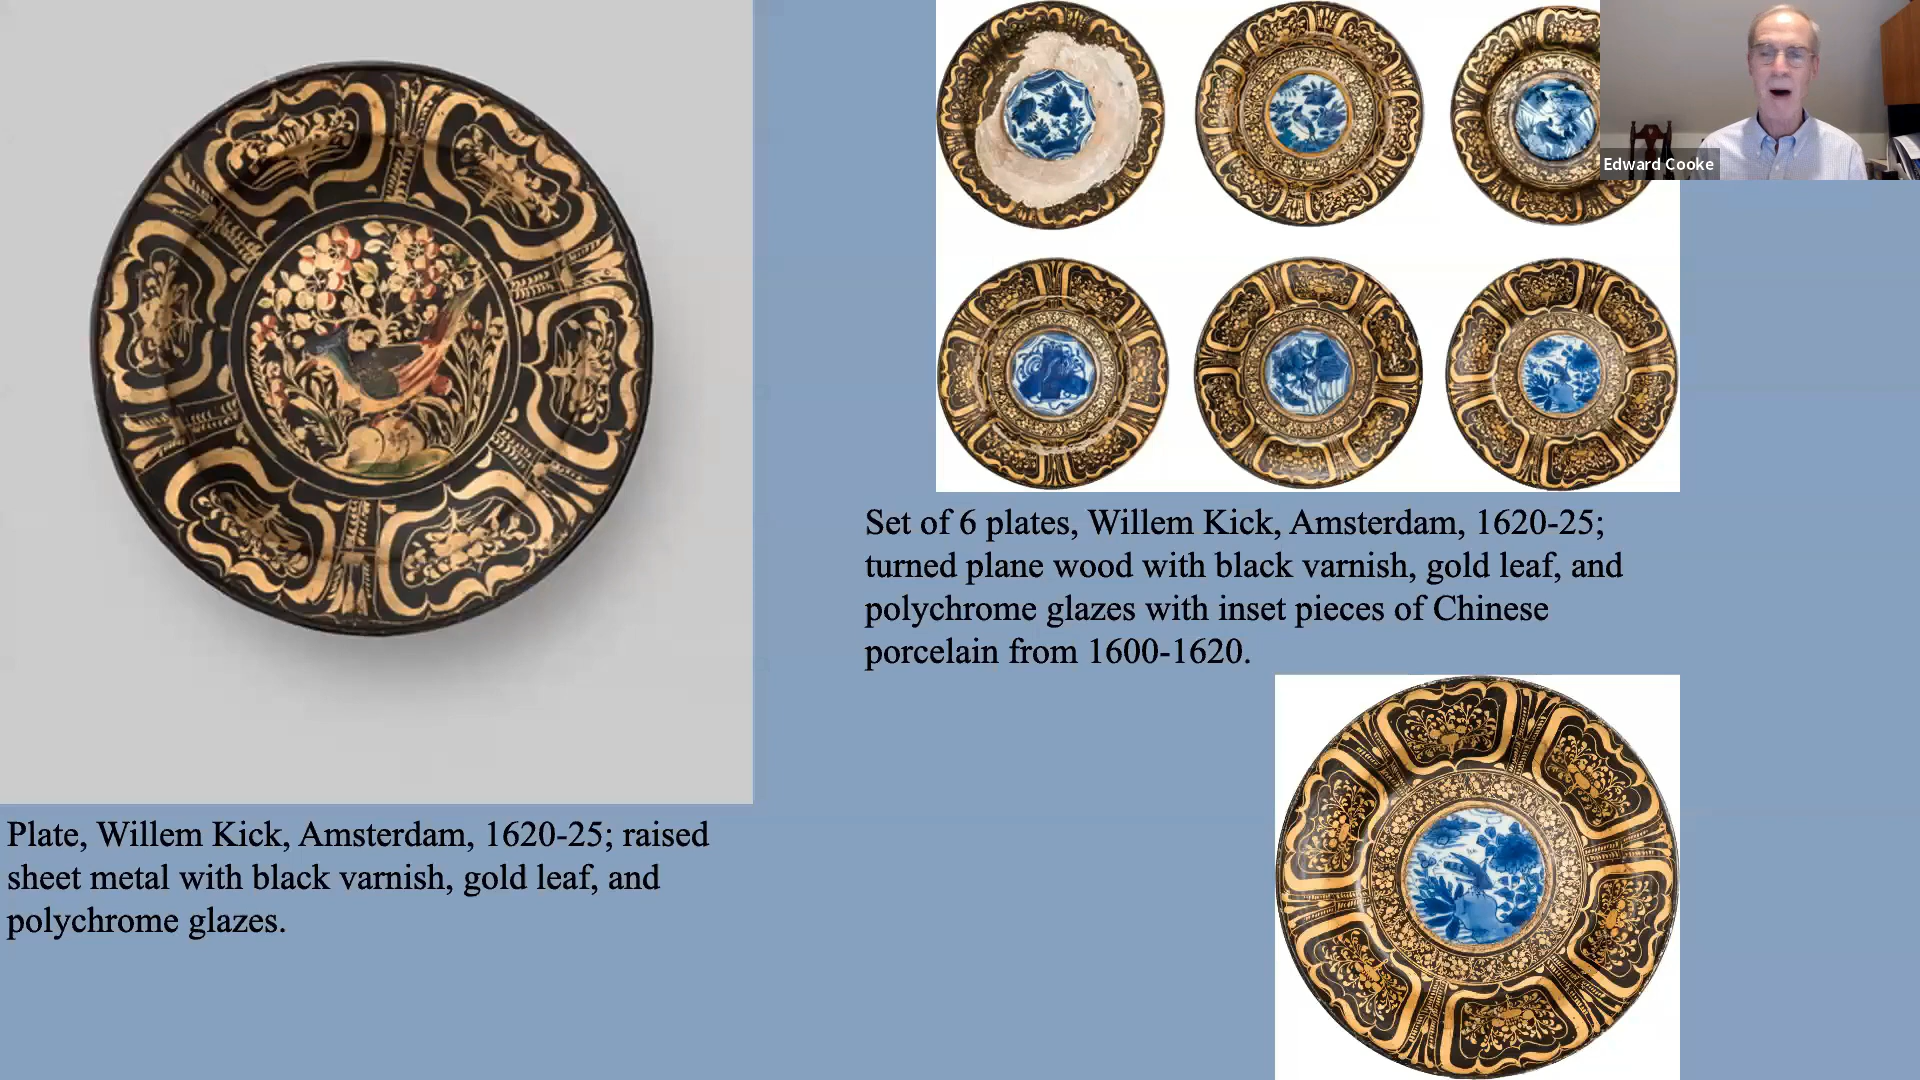 Edward Cooke
Set of 6 plates, Willem Kick, Amsterdam, 1620-25;
turned plane wood with black varnish, gold leaf, and
polychrome glazes with inset pieces of Chinese
porcelain from 1600-1620.
Plate, Willem Kick, Amsterdam, 1620-25; raised
sheet metal with black varnish, gold leaf, and
polychrome glazes.